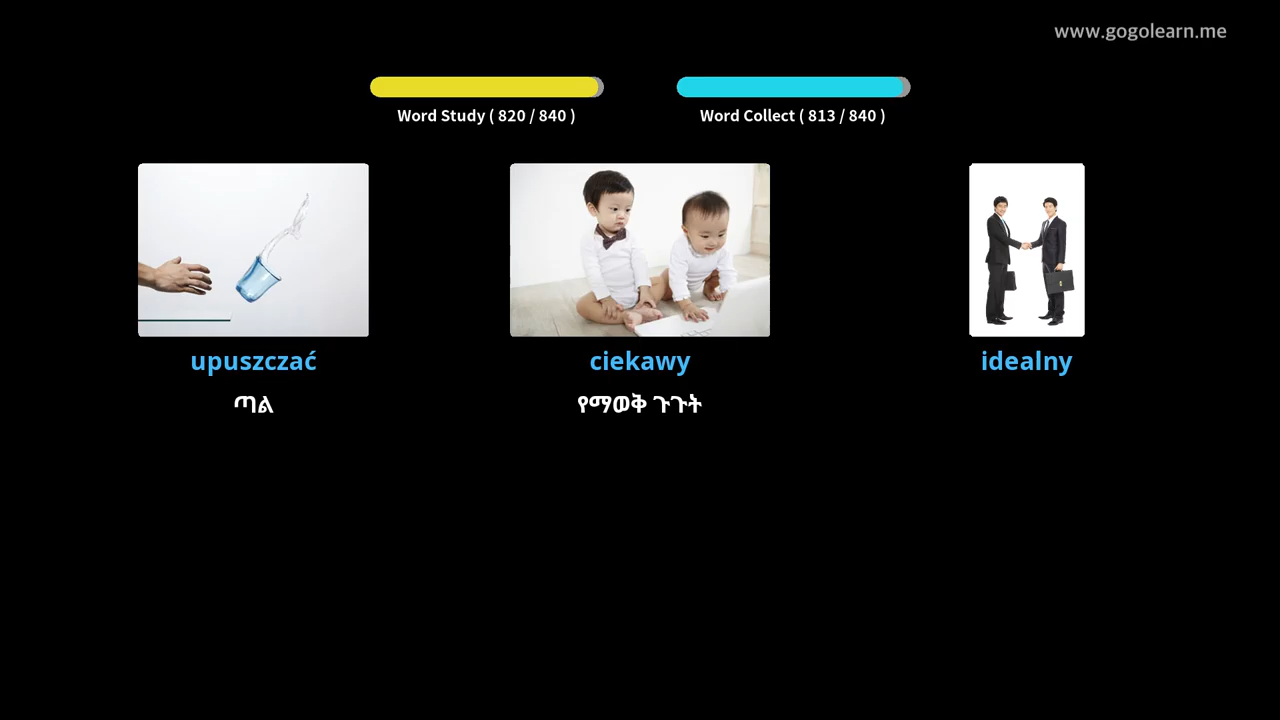 www.gogolearn.me
Word Study ( 820 / 840 )
Word Collect ( 813 / 840 )
upuszczać
ciekawy
idealny
ጣል
የማወቅ ጉጉት